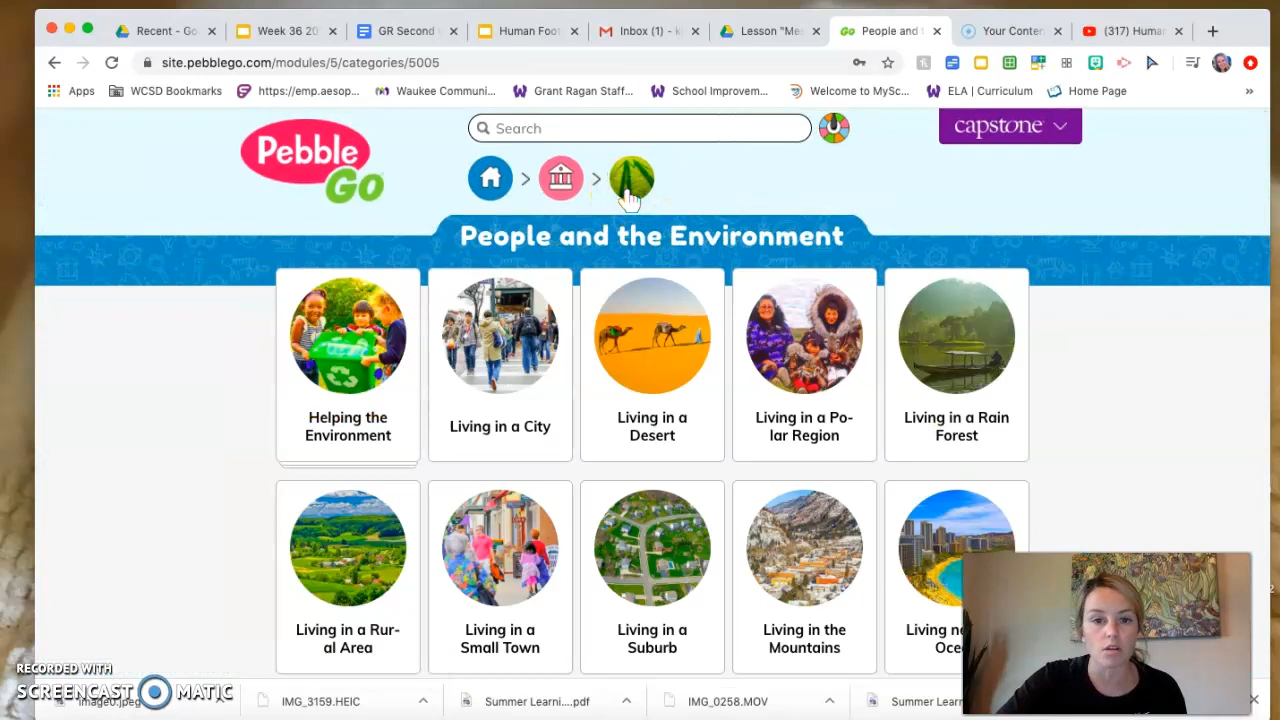 Recent - Go
Week 36 20
GR Second
Human Foo
Inbox (1) - k
Lesson "Me
People and
Your Conten
(317) Huma
site.pebblego.com/modules/5/categories/5005
Apps
WCSD Bookmarks
https://emp.aesop...
Waukee Communi...
Grant Ragan Staff...
School Improvem...
Welcome to MySc...
ELA | Curriculum
Home Page
»
Pebble
Go
Search
capstone
People and the Environment
Helping the
Environment
Living in a City
Living in a
Desert
Living in a Po-
lar Region
Living in a Rain
Forest
Living in a Rur-
al Area
Living in a
Small Town
Living in a
Suburb
Living in the
Mountains
Living ne
Oce
RECORDED WITH
SCREENCAST MATIC
image0.jpeg
IMG_3159.HEIC
Summer Learni....pdf
IMG_0258.MOV
Summer Learn